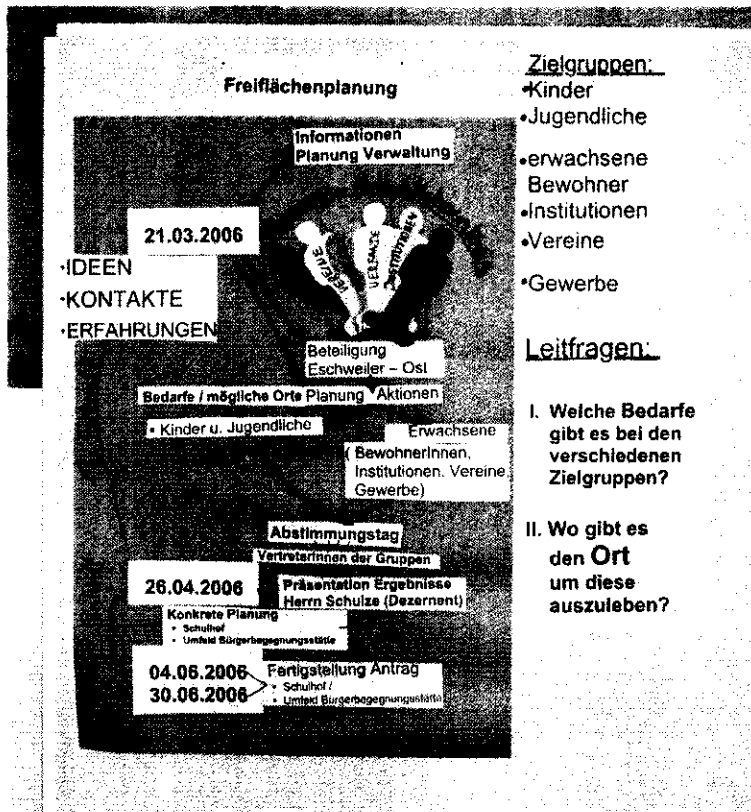 Freiflächenplanung
Informationen
Planung Verwaltung
21.03.2006
VEREINE
INSTITUTIONEN
•IDEEN
•KONTAKTE
•ERFAHRUNGEN
Beteiligung
Eschweiler – Ost
Bedarfe / mögliche Orte Planung Aktionen
• Kinder u. Jugendliche
Erwachsene
( BewohnerInnen,
Institutionen. Vereine
Gewerbe)
Abstimmungstag
VertreterInnen der Gruppen
26.04.2006
Präsentation Ergebnisse
Herrn Schulze (Dezernent)
Konkrete Planung
• Schulhof
• Umfeld Bürgerbegegnungsstätte
04.06.2006
30.06.2006
Fertigstellung Antrag
• Schulhof /
• Umfeld Bürgerbegegnungsstätte
Zielgruppen:
•Kinder
•Jugendliche
•erwachsene
Bewohner
•Institutionen
•Vereine
•Gewerbe
Leitfragen:
I. Welche Bedarfe
gibt es bei den
verschiedenen
Zielgruppen?
II. Wo gibt es
den Ort
um diese
auszuleben?